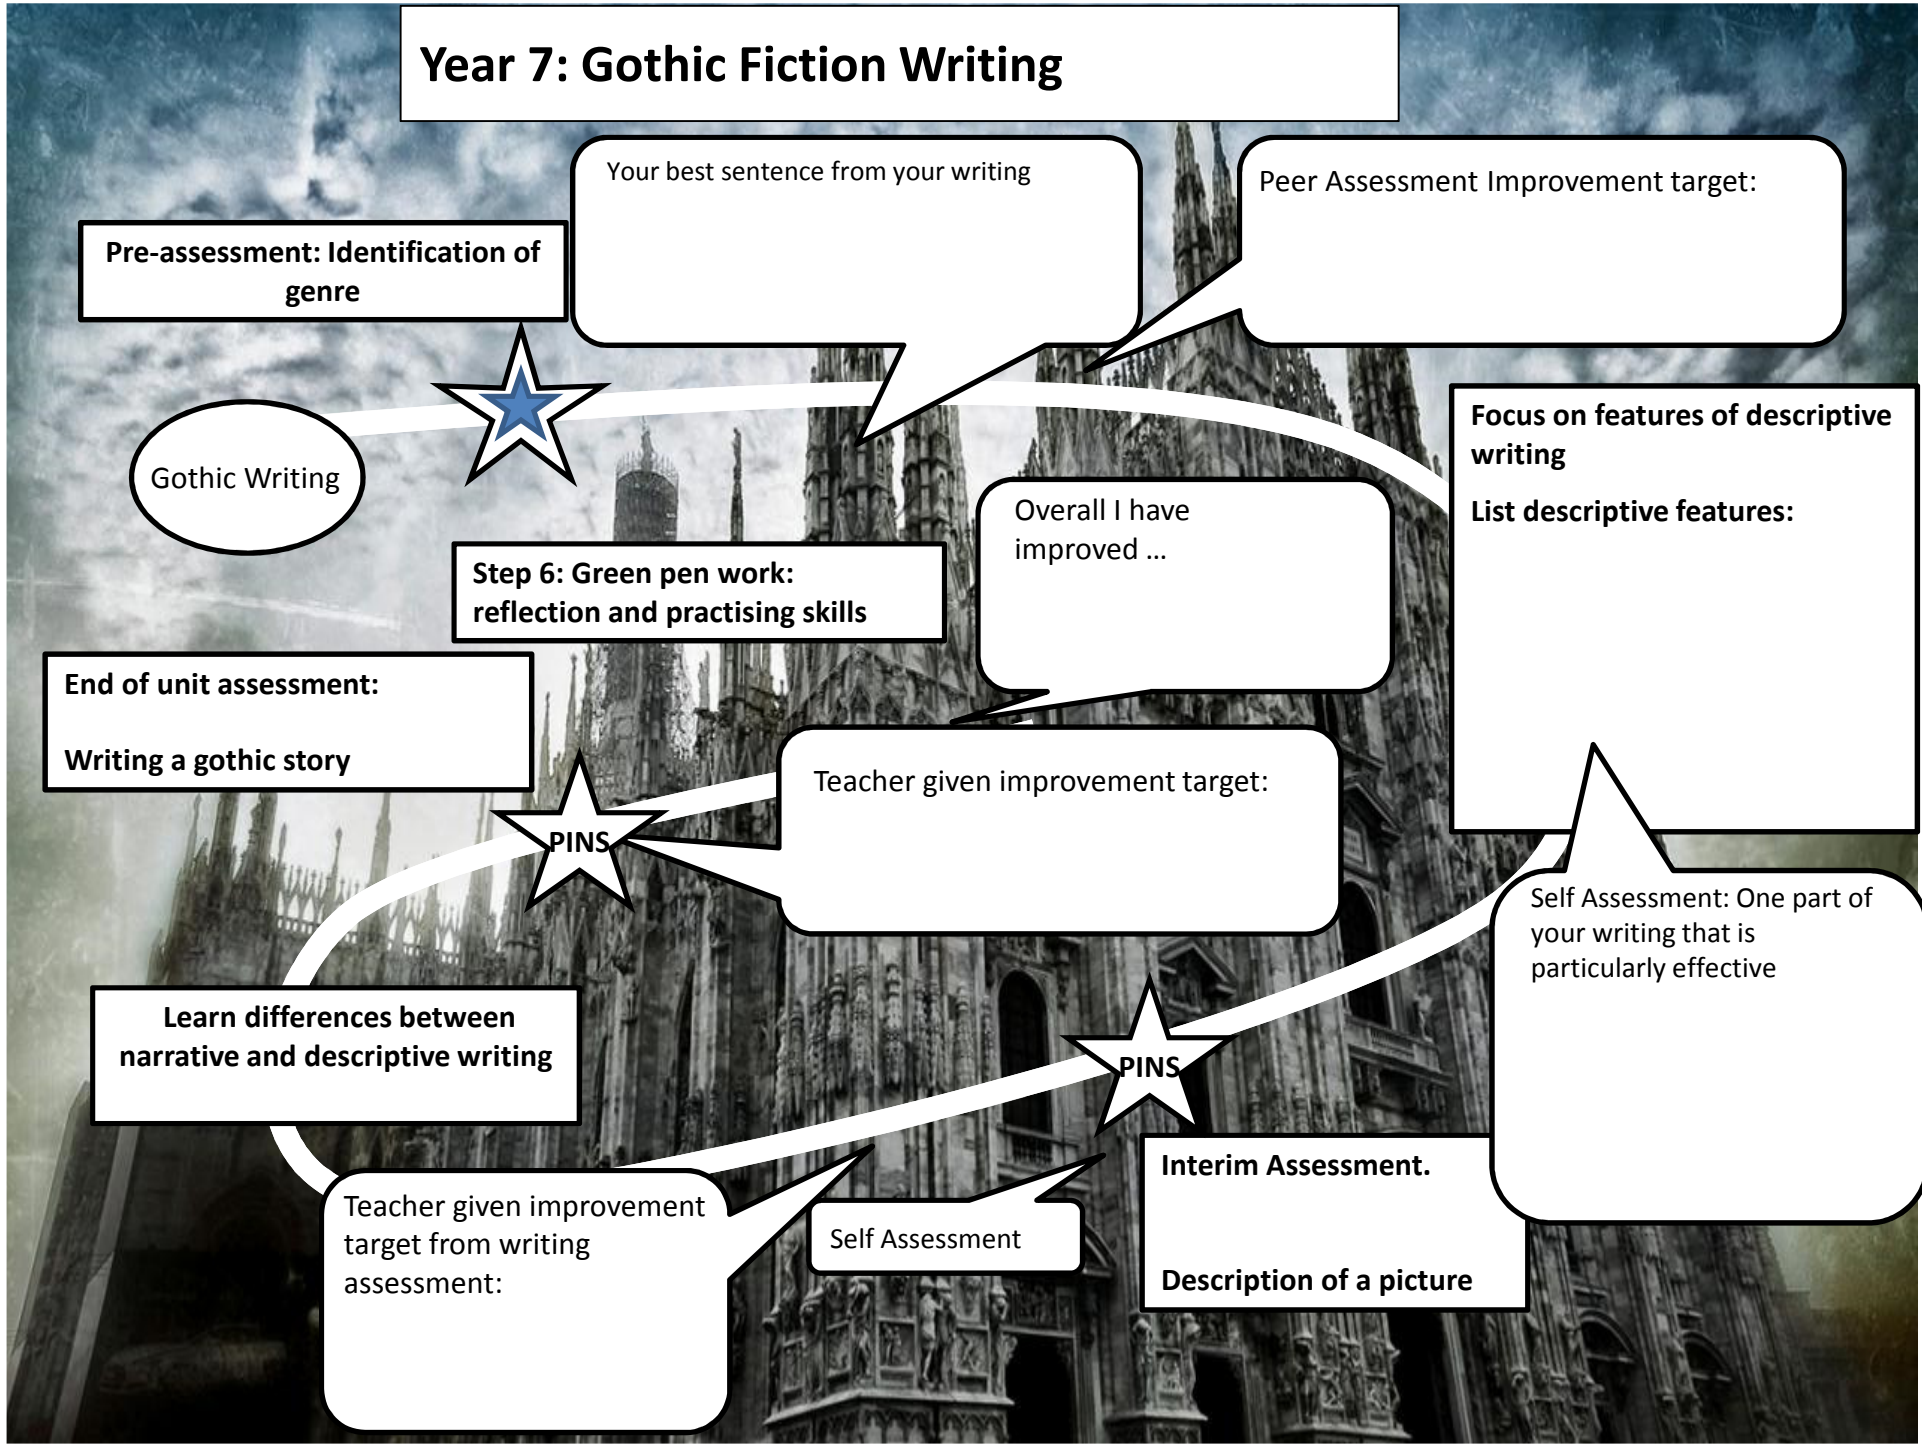 Year 7: Gothic Fiction Writing
Your best sentence from your writing
Peer Assessment Improvement target:
Pre-assessment: Identification of
genre
Gothic Writing
Focus on features of descriptive
writing
List descriptive features:
Overall I have
improved ...
Step 6: Green pen work:
reflection and practising skills
End of unit assessment:
Writing a gothic story
Teacher given improvement target:
PINS
Self Assessment: One part of
your writing that is
particularly effective
Learn differences between
narrative and descriptive writing
PINS
Interim Assessment.
Description of a picture
Teacher given improvement
target from writing
assessment:
Self Assessment